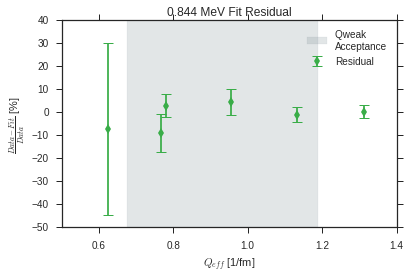 0.844 MeV Fit Residual
40
30
20
10
0
-10
-20
-30
-40
-50
Data − Fit
Data
[%]
Qweak
Acceptance
Residual
0.6
0.8
1.0
1.2
1.4
Q_eff [1/fm]